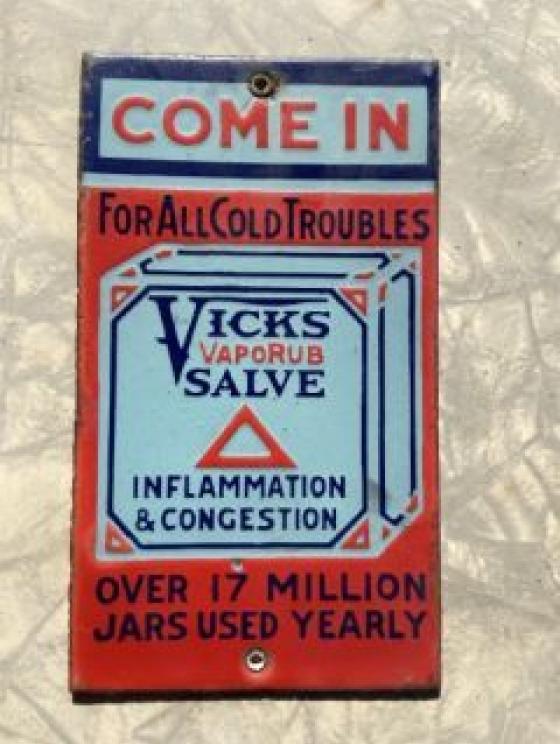 COME IN
FOR ALL COLD TROUBLES
VICKS
VAPORUB
SALVE
INFLAMMATION
& CONGESTION
OVER 17 MILLION
JARS USED YEARLY